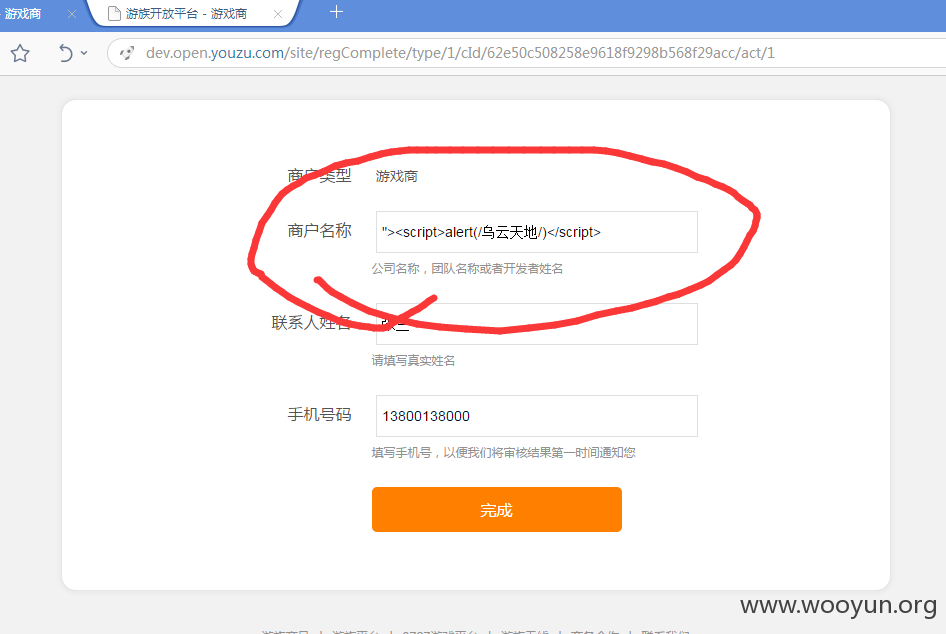 游戏商
游族开放平台 - 游戏商
dev.open.youzu.com/site/regComplete/type/1/cId/62e50c508258e9618f9298b568f29acc/act/1
商户类型 游戏商
商户名称 "><script>alert(/乌云天地/)</script>
公司名称，团队名称或者开发者姓名
联系人姓名
请填写真实姓名
手机号码 13800138000
填写手机号，以便我们将审核结果第一时间通知您
完成
www.wooyun.org